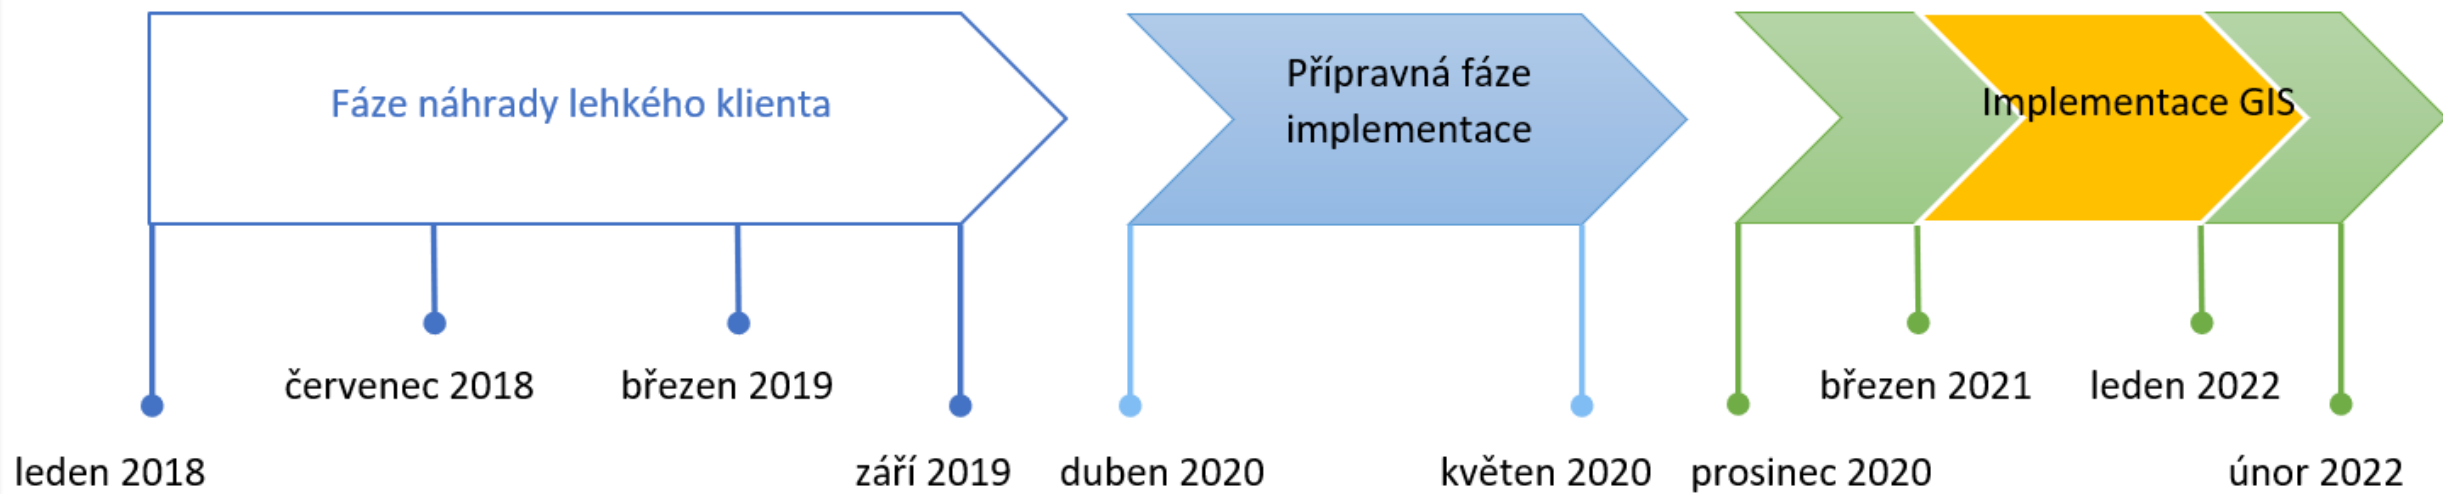 Fáze náhrady lehkého klienta
Přípravná fáze
implementace
Implementace GIS
červenec 2018
březen 2019
březen 2021
leden 2022
leden 2018
září 2019
duben 2020
květen 2020
prosinec 2020
únor 2022